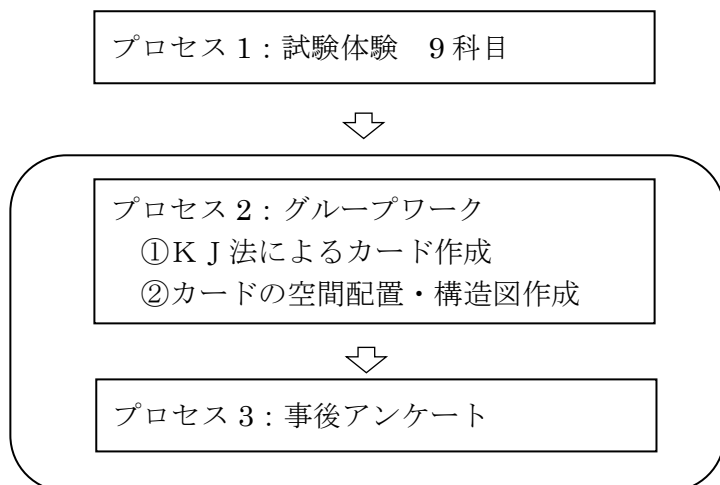 プロセス 1：試験体験　9 科目
プロセス 2：グループワーク
①ＫＪ法によるカード作成
②カードの空間配置・構造図作成
プロセス 3：事後アンケート